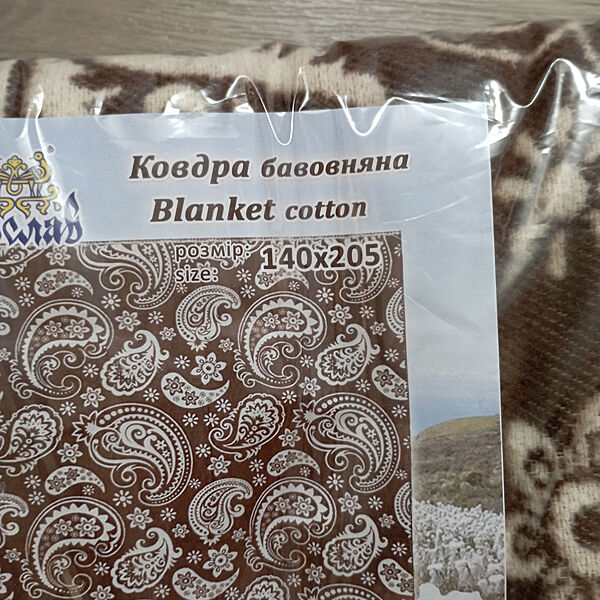 Ковдра бавовняна
Blanket cotton
розмір: 140x205
size: